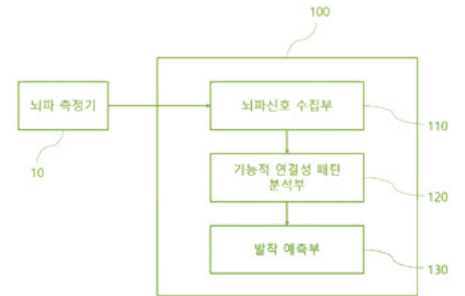 100
뇌파 측정기
뇌파신호 수집부
10
110
기능적 연결성 패턴
분석부
120
발작 예측부
130